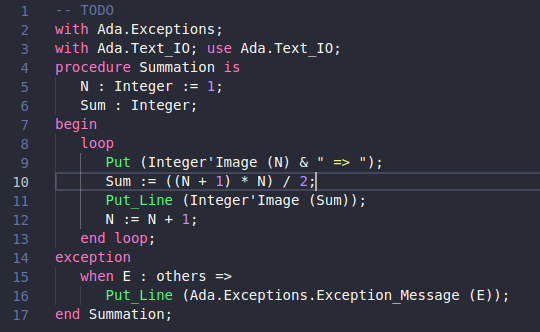 1 -- TODO
2 with Ada.Exceptions;
3 with Ada.Text_IO; use Ada.Text_IO;
4 procedure Summation is
5 N : Integer := 1;
6 Sum : Integer;
7 begin
8 loop
9 Put (Integer'Image (N) & " => ");
10 Sum := ((N + 1) * N) / 2;
11 Put_Line (Integer'Image (Sum));
12 N := N + 1;
13 end loop;
14 exception
15 when E : others =>
16 Put_Line (Ada.Exceptions.Exception_Message (E));
17 end Summation;